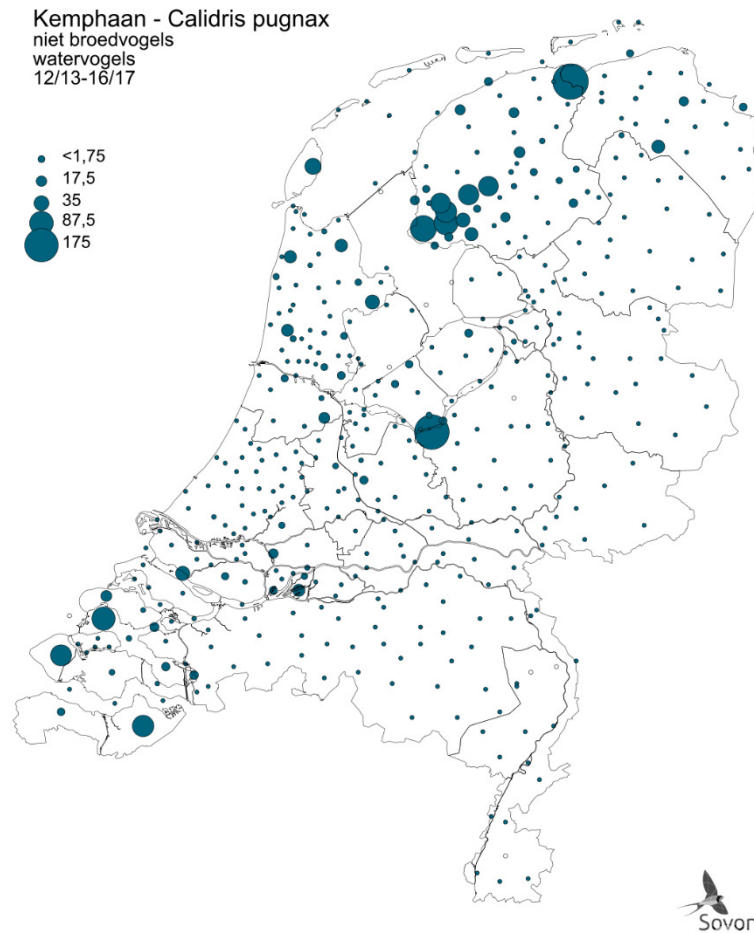 Kemphaan - Calidris pugnax
niet broedvogels
watervogels
12/13-16/17
<1,75
17,5
35
87,5
175
Sovon